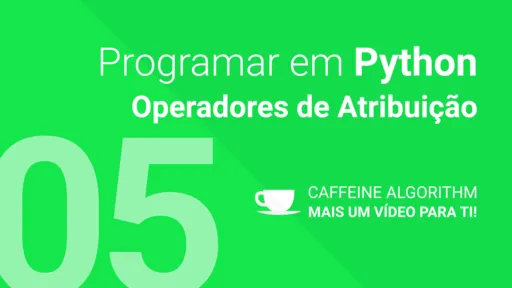 Programar em Python
Operadores de Atribuição
05
CAFFEINE ALGORITHM
MAIS UM VÍDEO PARA TI!